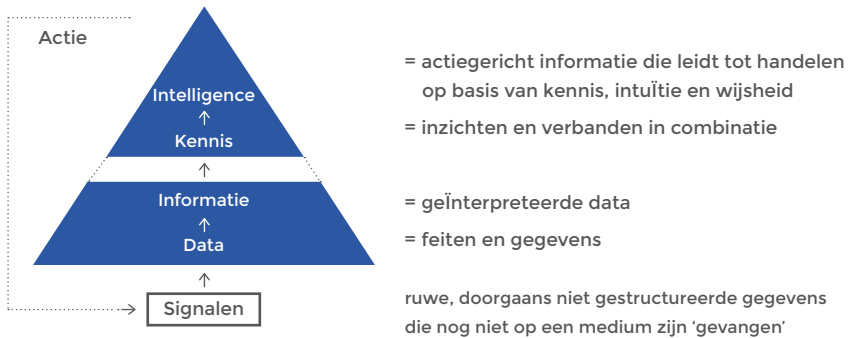 Actie
= actiegericht informatie die leidt tot handelen
op basis van kennis, intuÏtie en wijsheid
Intelligence
Kennis
= inzichten en verbanden in combinatie
Informatie
= geÏnterpreteerde data
Data
= feiten en gegevens
Signalen
ruwe, doorgaans niet gestructureerde gegevens
die nog niet op een medium zijn ‘gevangen’